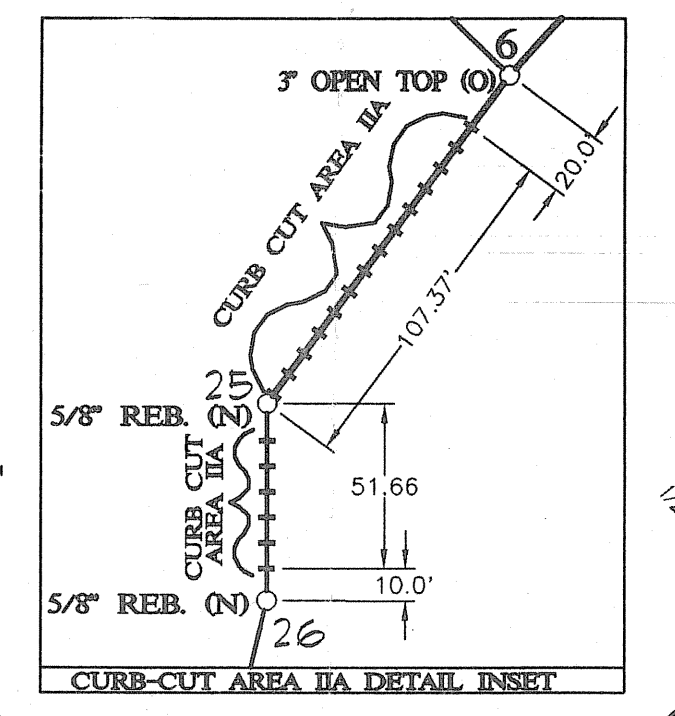 6
3" OPEN TOP (O)
CURB CUT AREA IIA
20.0'
107.37'
25
5/8" REB. (N)
CURB CUT
AREA IIA
51.66
10.0'
5/8" REB. (N)
26
CURB-CUT AREA IIA DETAIL INSET